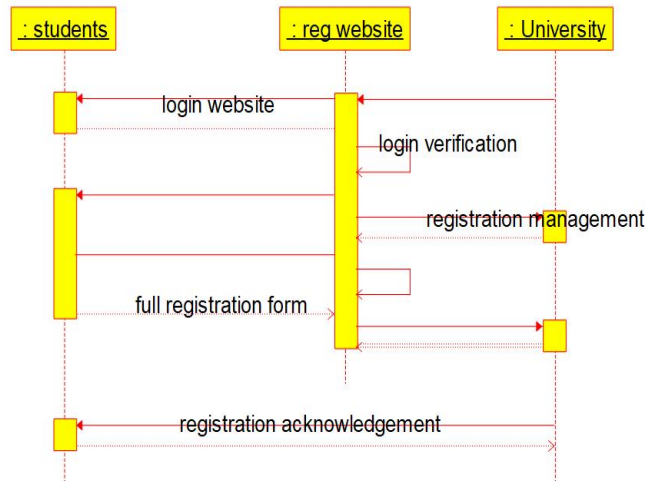 : students
: reg website
: University
login website
login verification
registration management
full registration form
registration acknowledgement